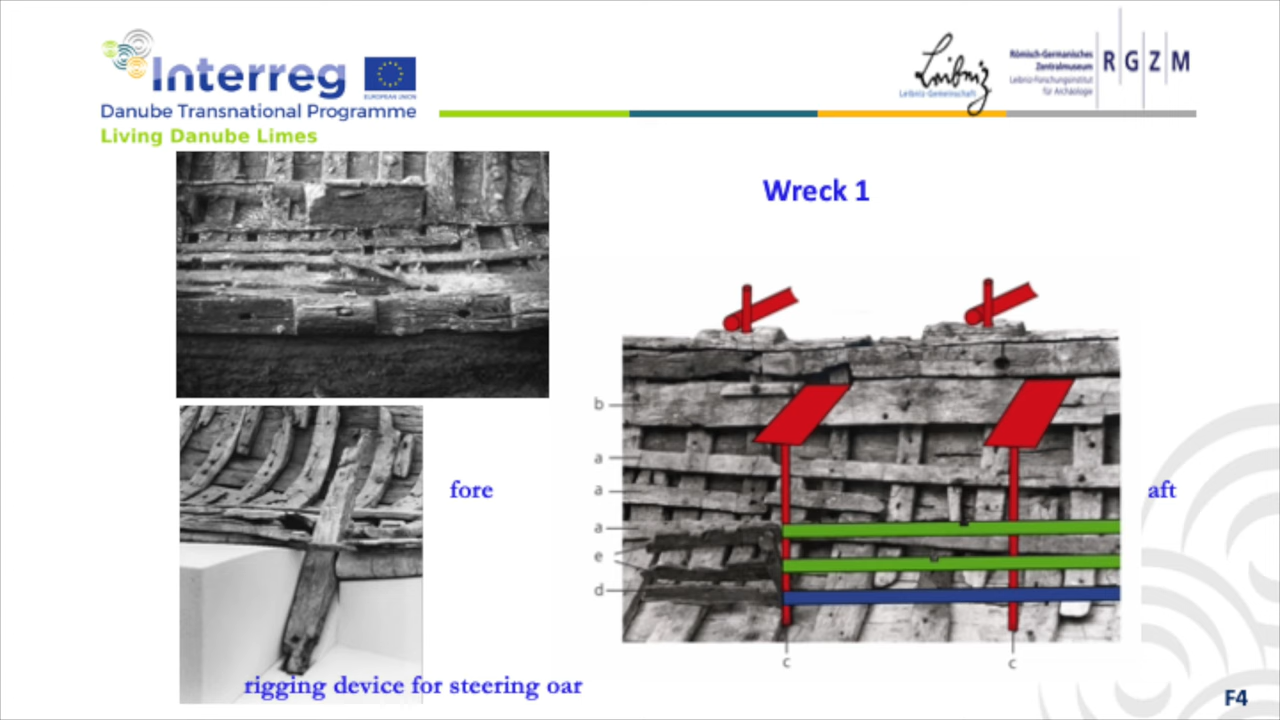 Interreg
EUROPEAN UNION
Danube Transnational Programme
Living Danube Limes
Leibniz
Leibniz-Gemeinschaft
Römisch-Germanisches
Zentralmuseum
Leibniz-Forschungsinstitut
für Archäologie
R G Z M
Wreck 1
b
a
a
a
e
d
c
c
fore
aft
rigging device for steering oar
F4